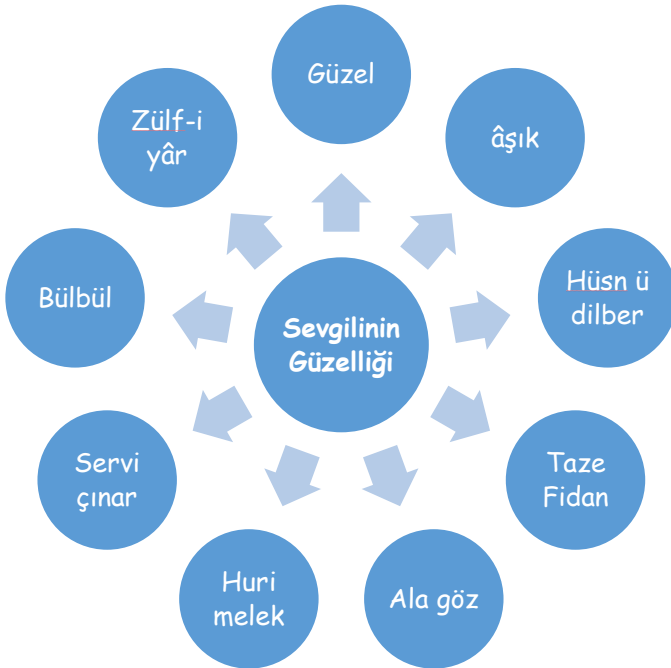 Güzel
âşık
Hüsn ü
dilber
Taze
Fidan
Ala göz
Huri
melek
Servi
çınar
Bülbül
Zülf-i
yâr
Sevgilinin
Güzelliği